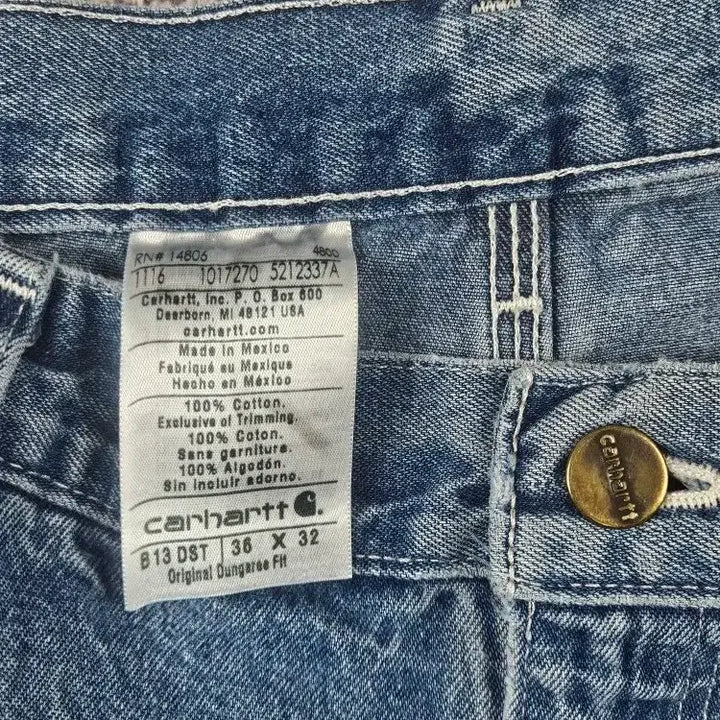 RN# 14806 4800
1116 1017270 5212337A
Carhartt, Inc. P. O. Box 600
Dearborn, MI 48121 USA
carhartt.com
Made in Mexico
Fabriqué au Mexique
Hecho en México
100% Cotton.
Exclusive of Trimming.
100% Coton.
Sans garniture.
100% Algodón.
Sin incluir adorno.
carhartt
B13 DST 36 X 32
Original Dungaree Fit
carhartt